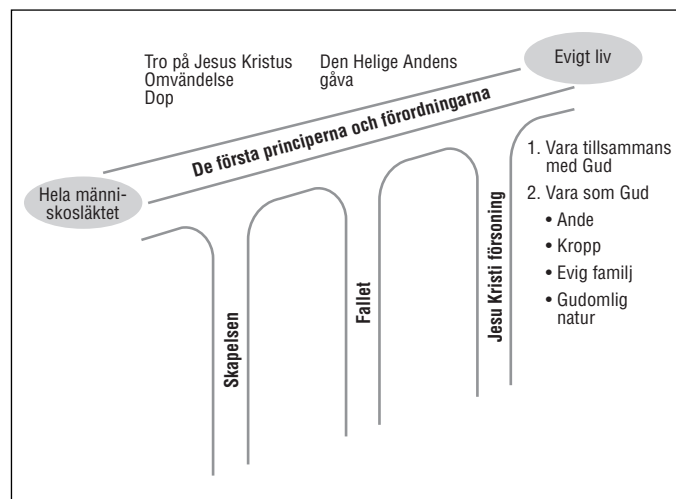 Tro på Jesus Kristus
Omvändelse
Dop
Den Helige Andens
gåva
Evigt liv
De första principerna och förordningarna
Hela männi-
skosläktet
1. Vara tillsammans
med Gud
2. Vara som Gud
• Ande
• Kropp
• Evig familj
• Gudomlig
natur
Skapelsen
Fallet
Jesu Kristi försoning